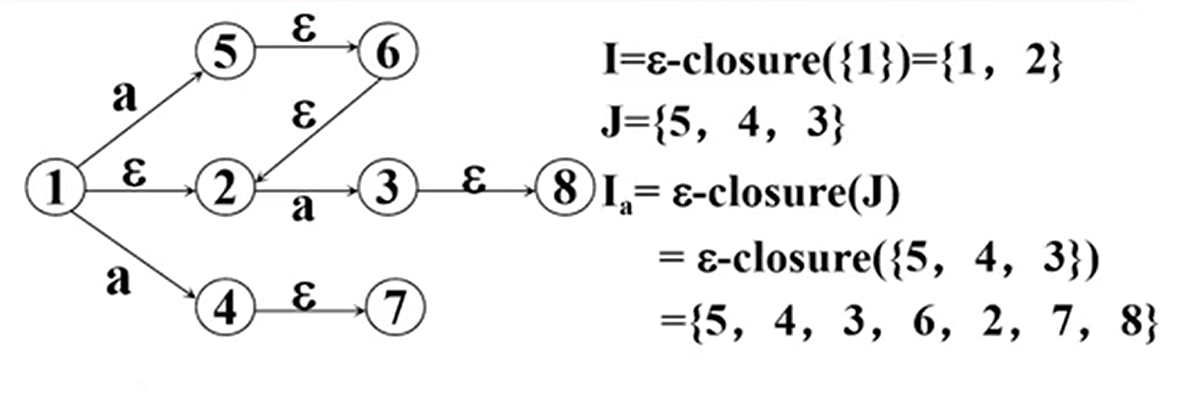 5 ε 6
a ε
1 ε 2 a 3 ε 8
a 4 ε 7
I=ε-closure({1})={1, 2}
J={5, 4, 3}
Iₐ= ε-closure(J)
= ε-closure({5, 4, 3})
={5, 4, 3, 6, 2, 7, 8}